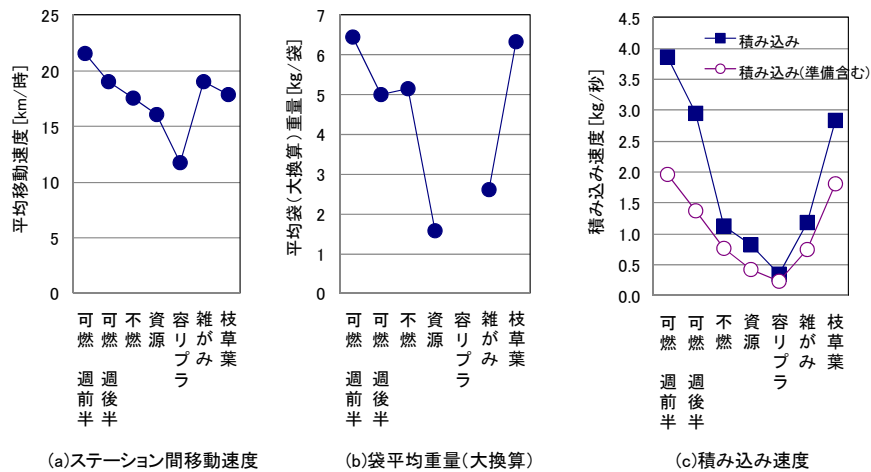 平均移動速度[km/時]
25
20
15
10
5
0
可燃 週前半
可燃 週後半
不燃
資源
容リプラ
雑がみ
枝草葉
(a)ステーション間移動速度
平均袋(大換算)重量[kg/袋]
7
6
5
4
3
2
1
0
可燃 週前半
可燃 週後半
不燃
資源
容リプラ
雑がみ
枝草葉
(b)袋平均重量(大換算)
積み込み速度[kg/秒]
4.5
4.0
3.5
3.0
2.5
2.0
1.5
1.0
0.5
0.0
積み込み
積み込み(準備含む)
可燃 週前半
可燃 週後半
不燃
資源
容リプラ
雑がみ
枝草葉
(c)積み込み速度